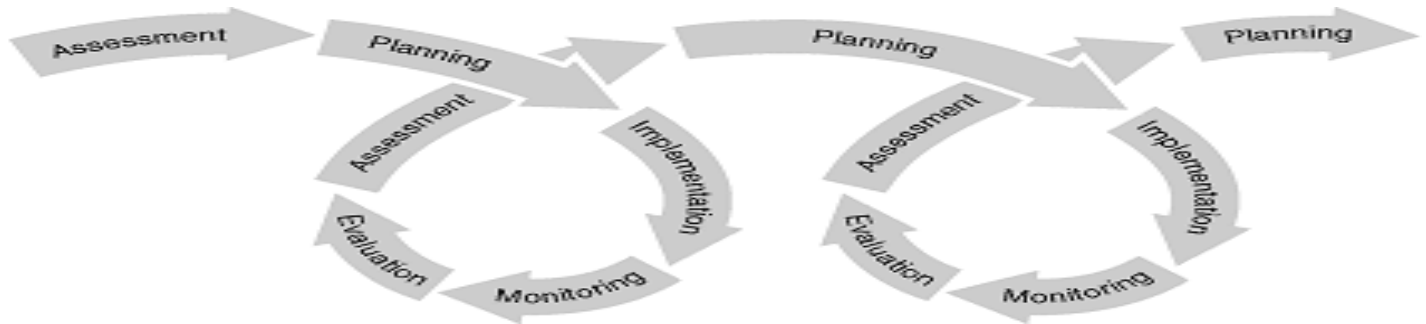 Assessment
Planning
Implementation
Monitoring
Evaluation
Assessment
Planning
Implementation
Monitoring
Evaluation
Assessment
Planning